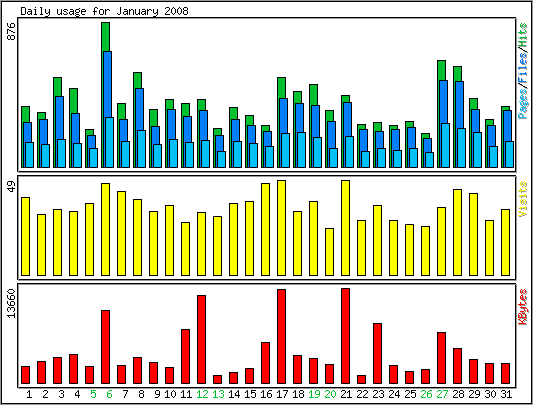 Daily usage for January 2008
876
Pages/Files/Hits
49
Visits
13660
KBytes
1 2 3 4 5 6 7 8 9 10 11 12 13 14 15 16 17 18 19 20 21 22 23 24 25 26 27 28 29 30 31